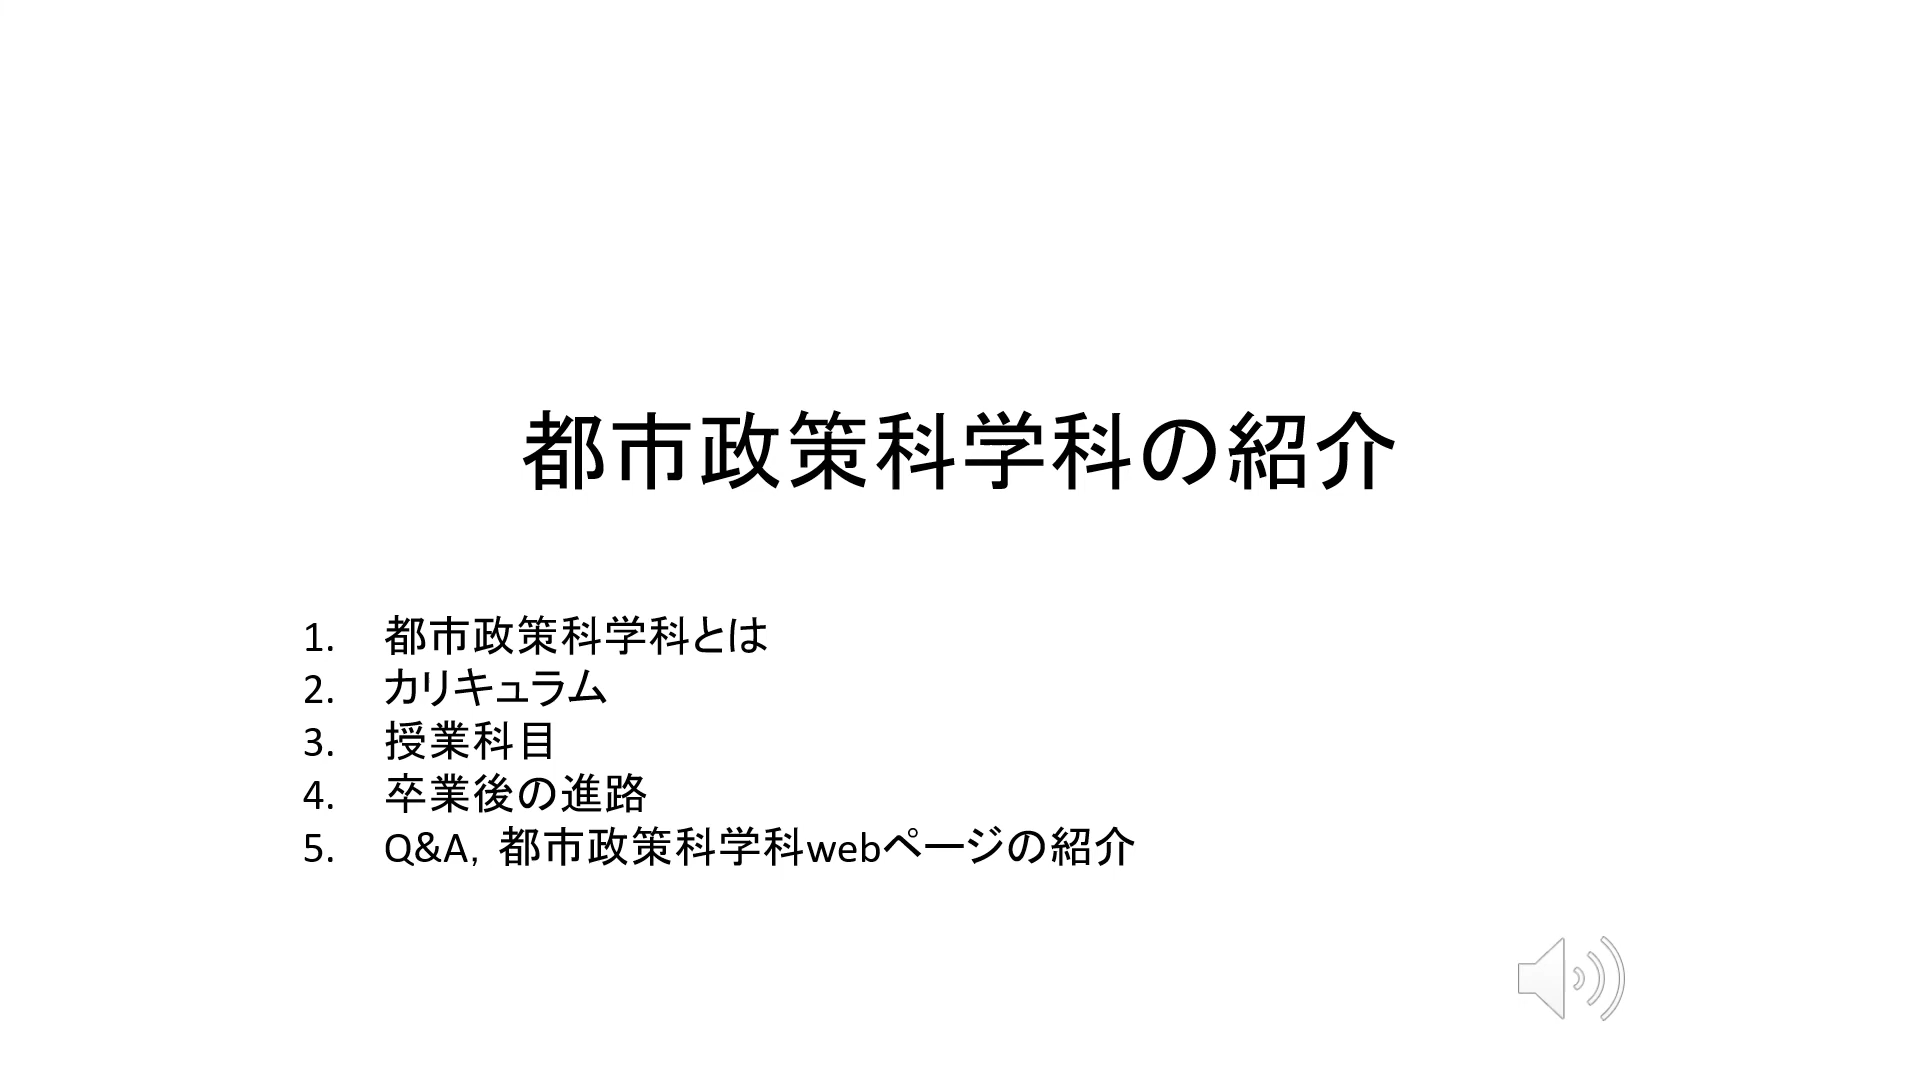 都市政策科学科の紹介
1. 都市政策科学科とは
2. カリキュラム
3. 授業科目
4. 卒業後の進路
5. Q&A, 都市政策科学科webページの紹介